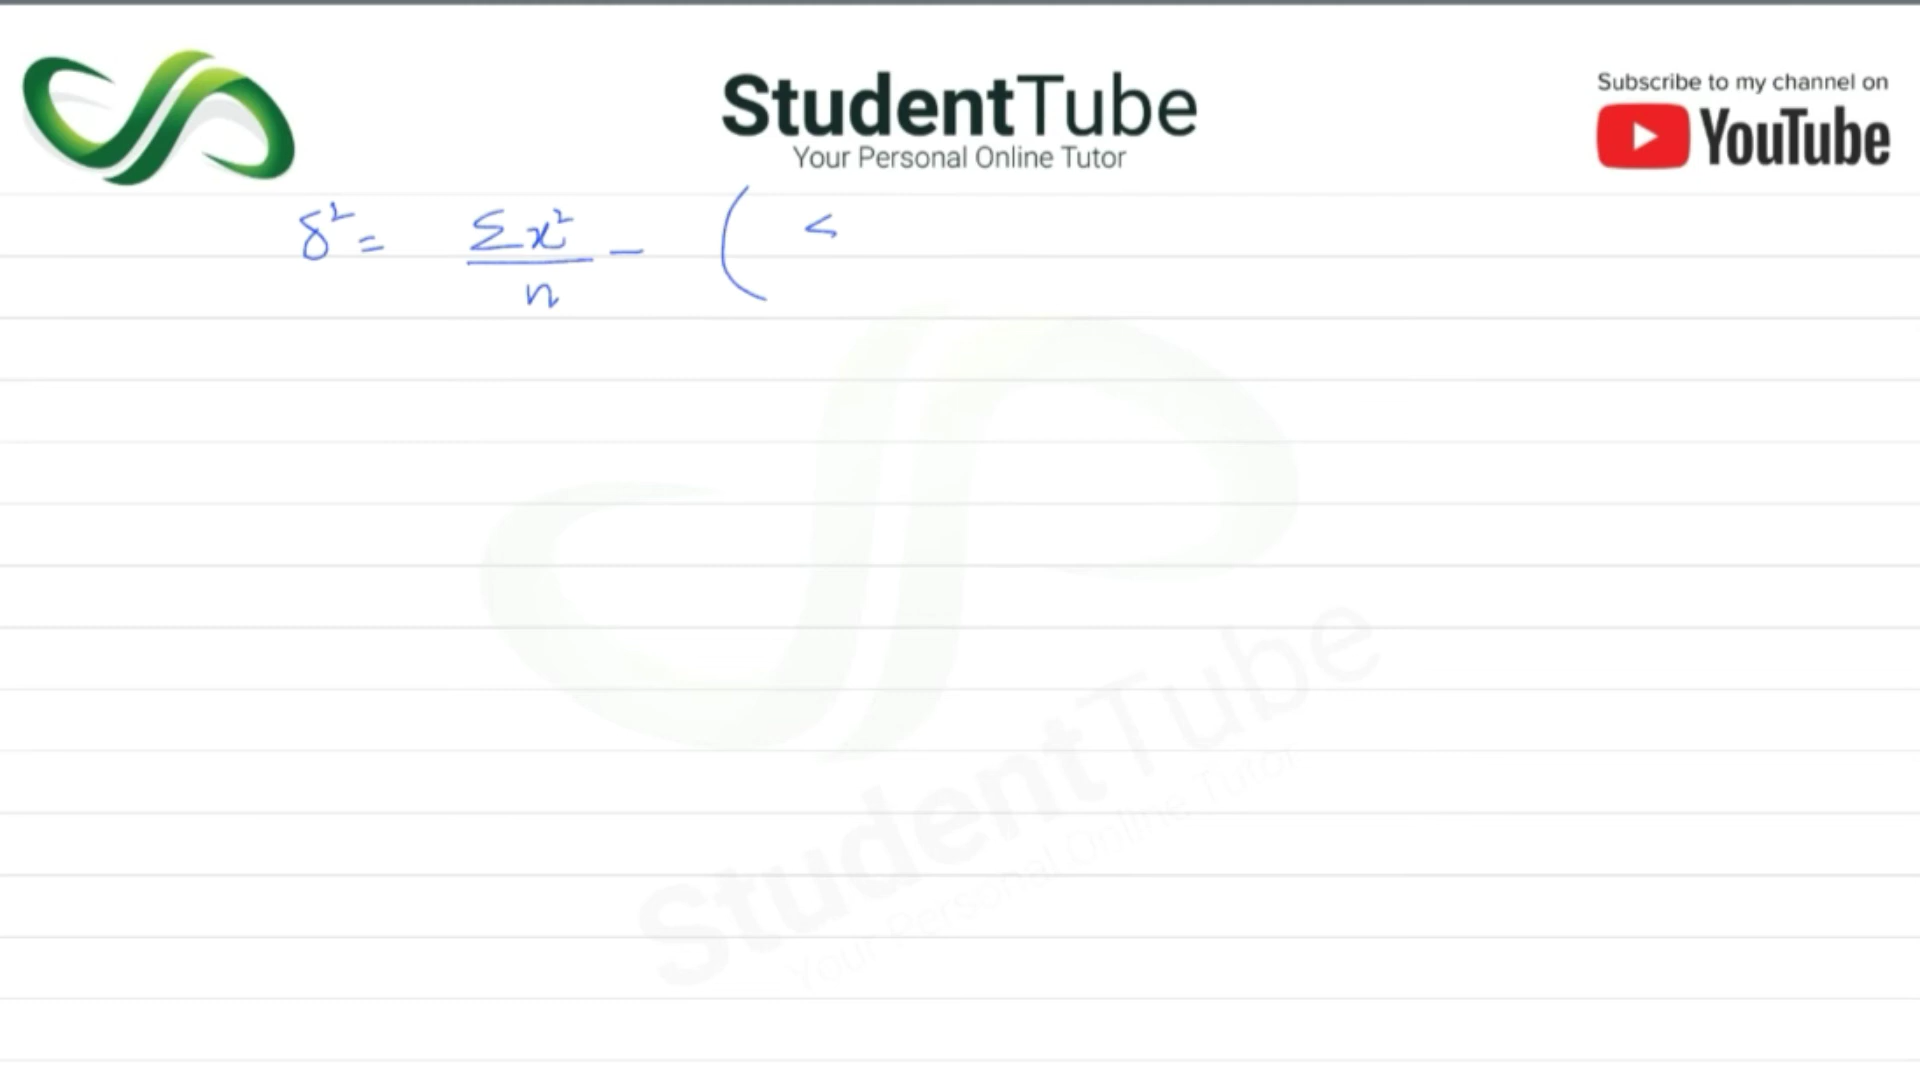 StudentTube
Your Personal Online Tutor
Subscribe to my channel on
YouTube
δ² = Σx²/n - ( <
StudentTube
Your Personal Online Tutor